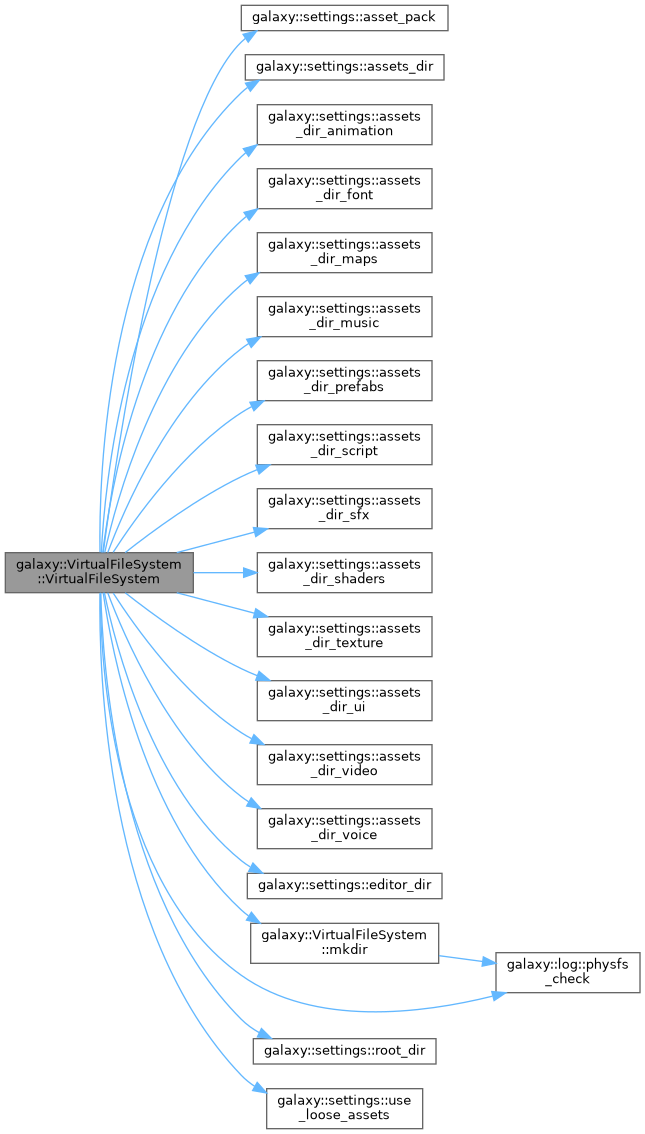 galaxy::settings::asset_pack
galaxy::settings::assets_dir
galaxy::settings::assets
_dir_animation
galaxy::settings::assets
_dir_font
galaxy::settings::assets
_dir_maps
galaxy::settings::assets
_dir_music
galaxy::settings::assets
_dir_prefabs
galaxy::settings::assets
_dir_script
galaxy::settings::assets
_dir_sfx
galaxy::VirtualFileSystem
::VirtualFileSystem
galaxy::settings::assets
_dir_shaders
galaxy::settings::assets
_dir_texture
galaxy::settings::assets
_dir_ui
galaxy::settings::assets
_dir_video
galaxy::settings::assets
_dir_voice
galaxy::settings::editor_dir
galaxy::VirtualFileSystem
::mkdir
galaxy::log::physfs
_check
galaxy::settings::root_dir
galaxy::settings::use
_loose_assets